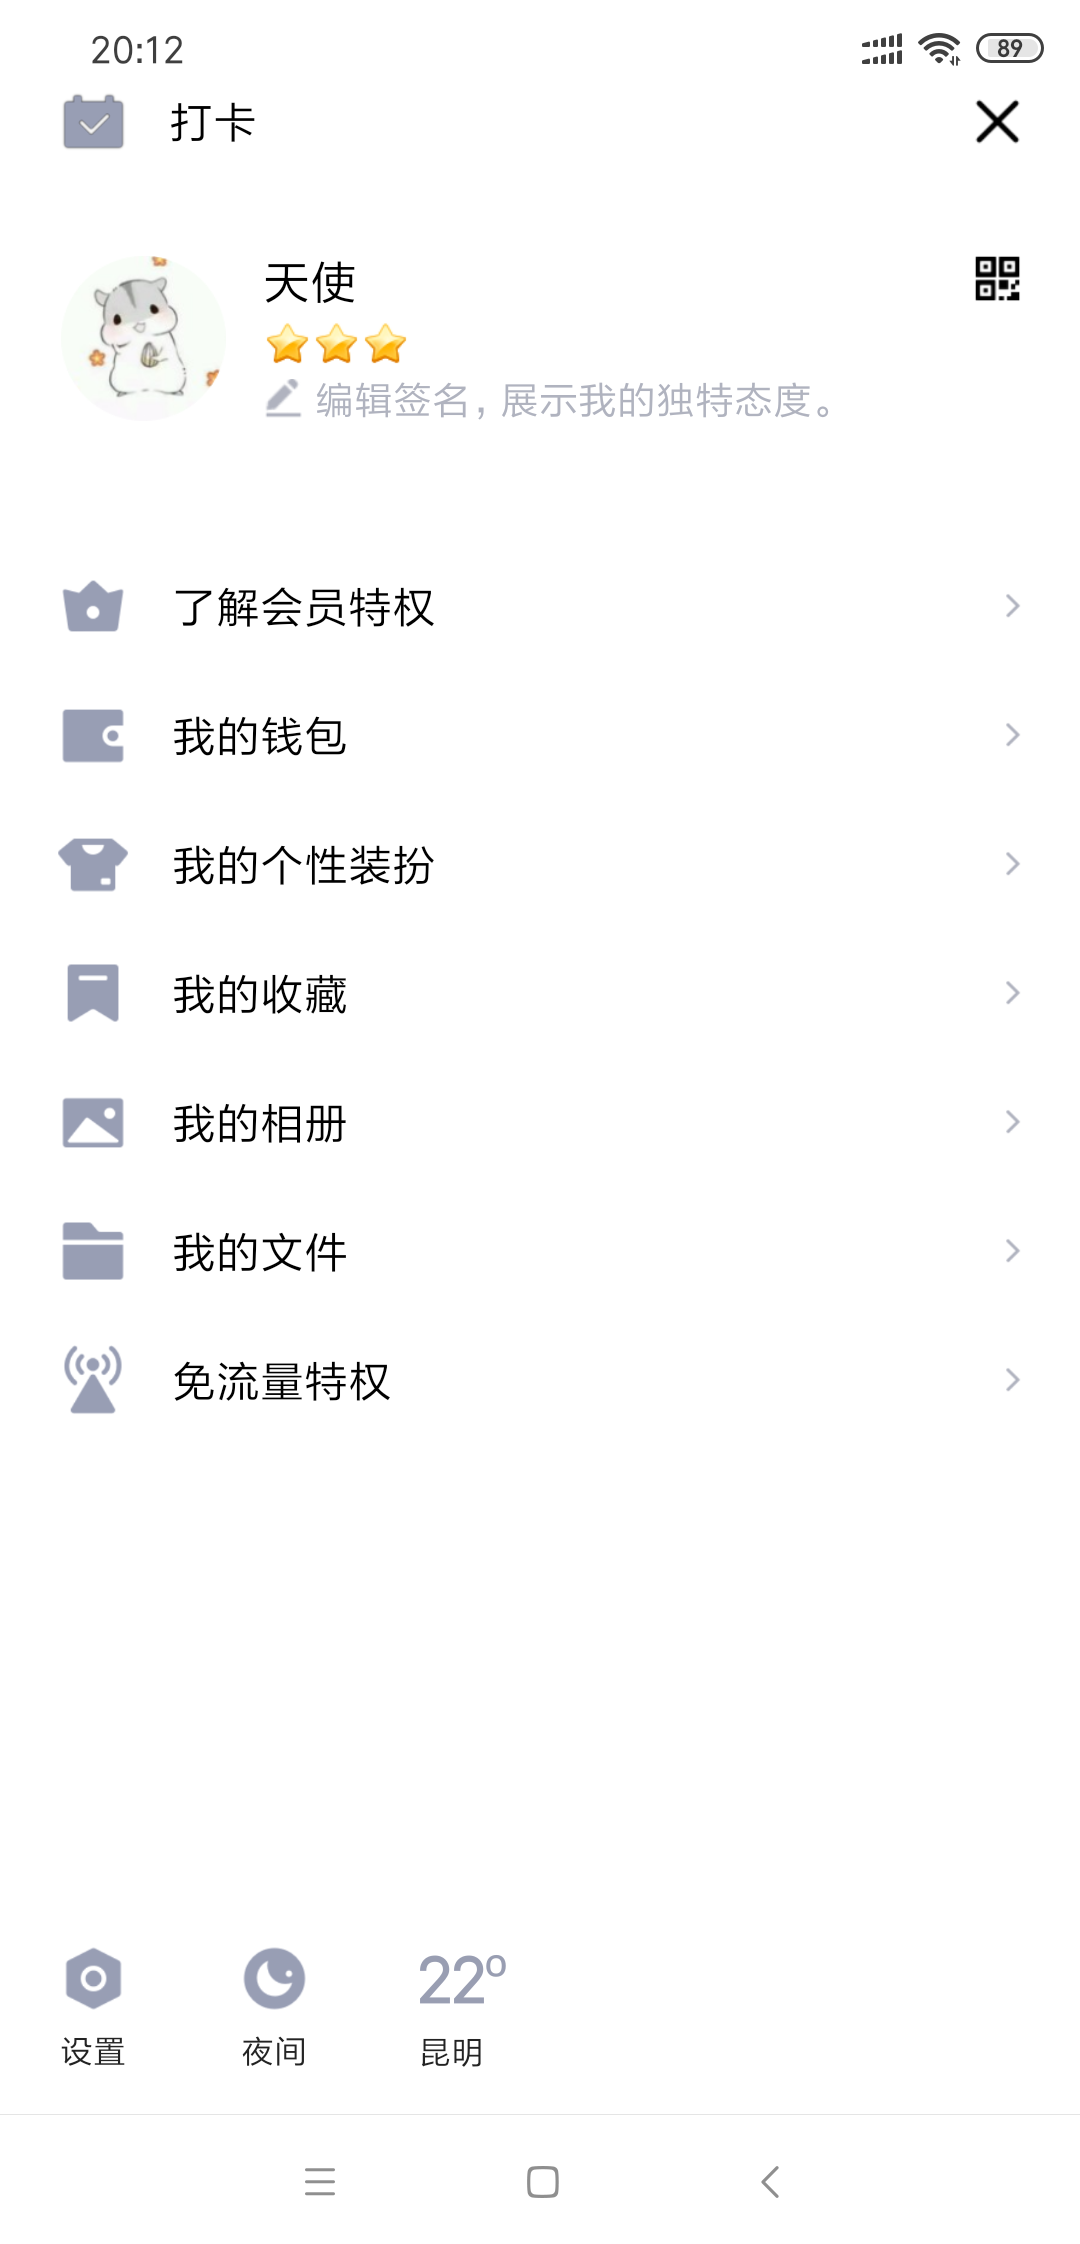 20:12
89
打卡
天使
编辑签名，展示我的独特态度。
了解会员特权
我的钱包
我的个性装扮
我的收藏
我的相册
我的文件
免流量特权
22º
设置
夜间
昆明